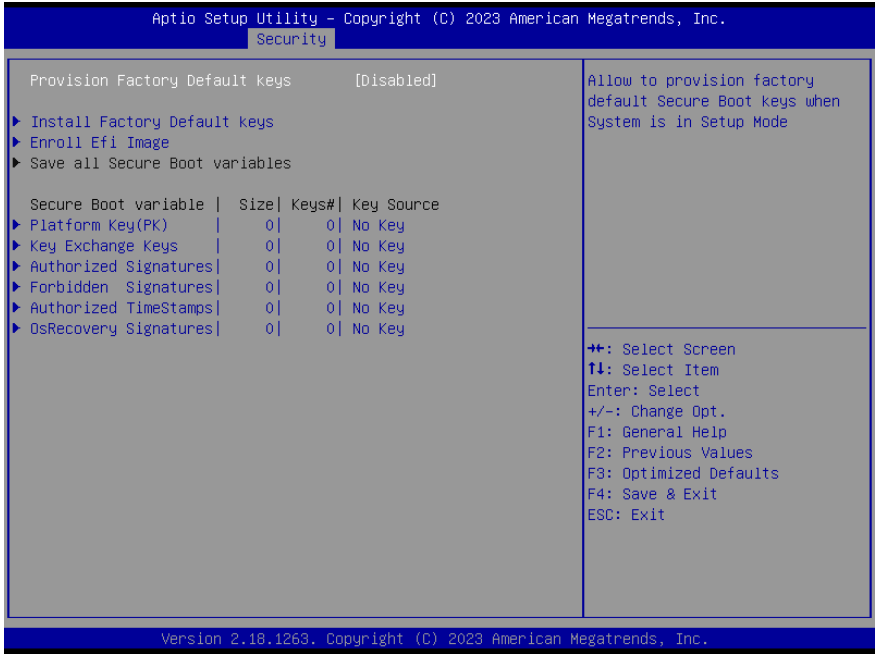 Aptio Setup Utility – Copyright (C) 2023 American Megatrends, Inc.
Security
Provision Factory Default keys [Disabled]
Install Factory Default keys
Enroll Efi Image
Save all Secure Boot variables
Secure Boot variable | Size| Keys#| Key Source
Platform Key(PK) | 0| 0| No Key
Key Exchange Keys | 0| 0| No Key
Authorized Signatures| 0| 0| No Key
Forbidden Signatures| 0| 0| No Key
Authorized TimeStamps| 0| 0| No Key
OsRecovery Signatures| 0| 0| No Key
Allow to provision factory
default Secure Boot keys when
System is in Setup Mode
→←: Select Screen
↑↓: Select Item
Enter: Select
+/-: Change Opt.
F1: General Help
F2: Previous Values
F3: Optimized Defaults
F4: Save & Exit
ESC: Exit
Version 2.18.1263. Copyright (C) 2023 American Megatrends, Inc.